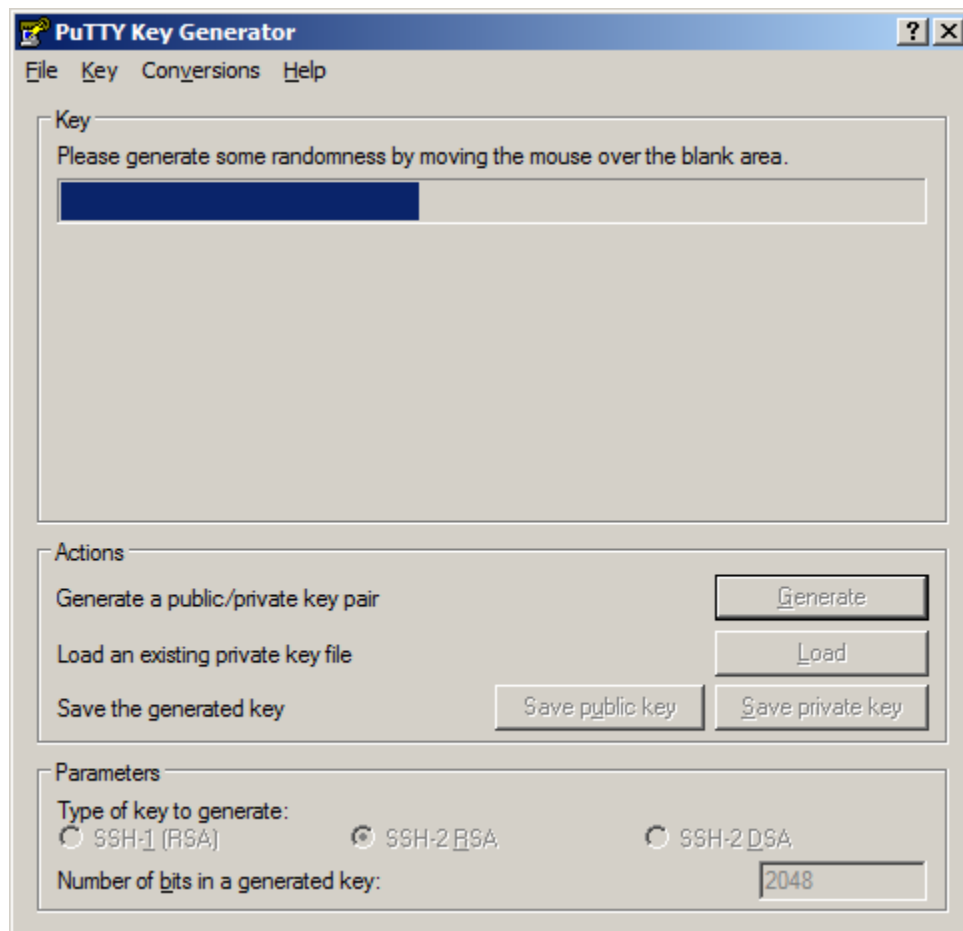 PuTTY Key Generator
File Key Conversions Help
Key
Please generate some randomness by moving the mouse over the blank area.
Actions
Generate a public/private key pair Generate
Load an existing private key file Load
Save the generated key Save public key Save private key
Parameters
Type of key to generate:
SSH-1 (RSA) SSH-2 RSA SSH-2 DSA
Number of bits in a generated key: 2048